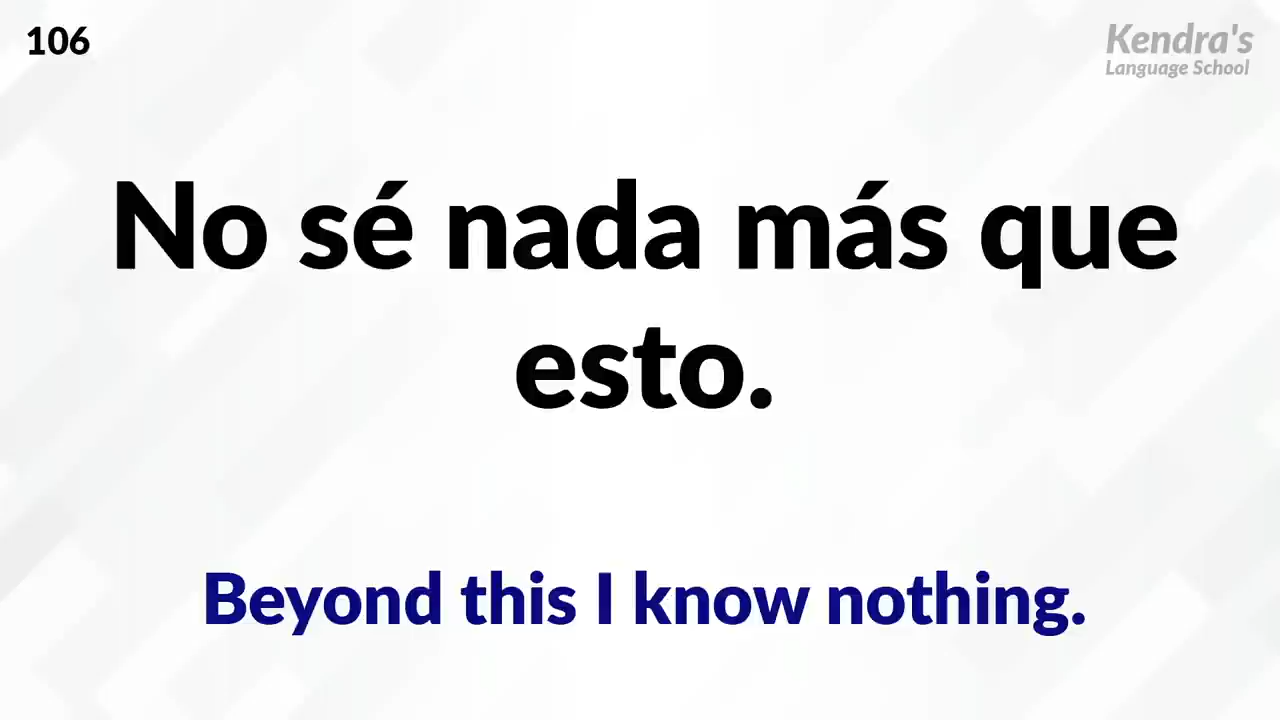 106
Kendra's
Language School
No sé nada más que
esto.
Beyond this I know nothing.